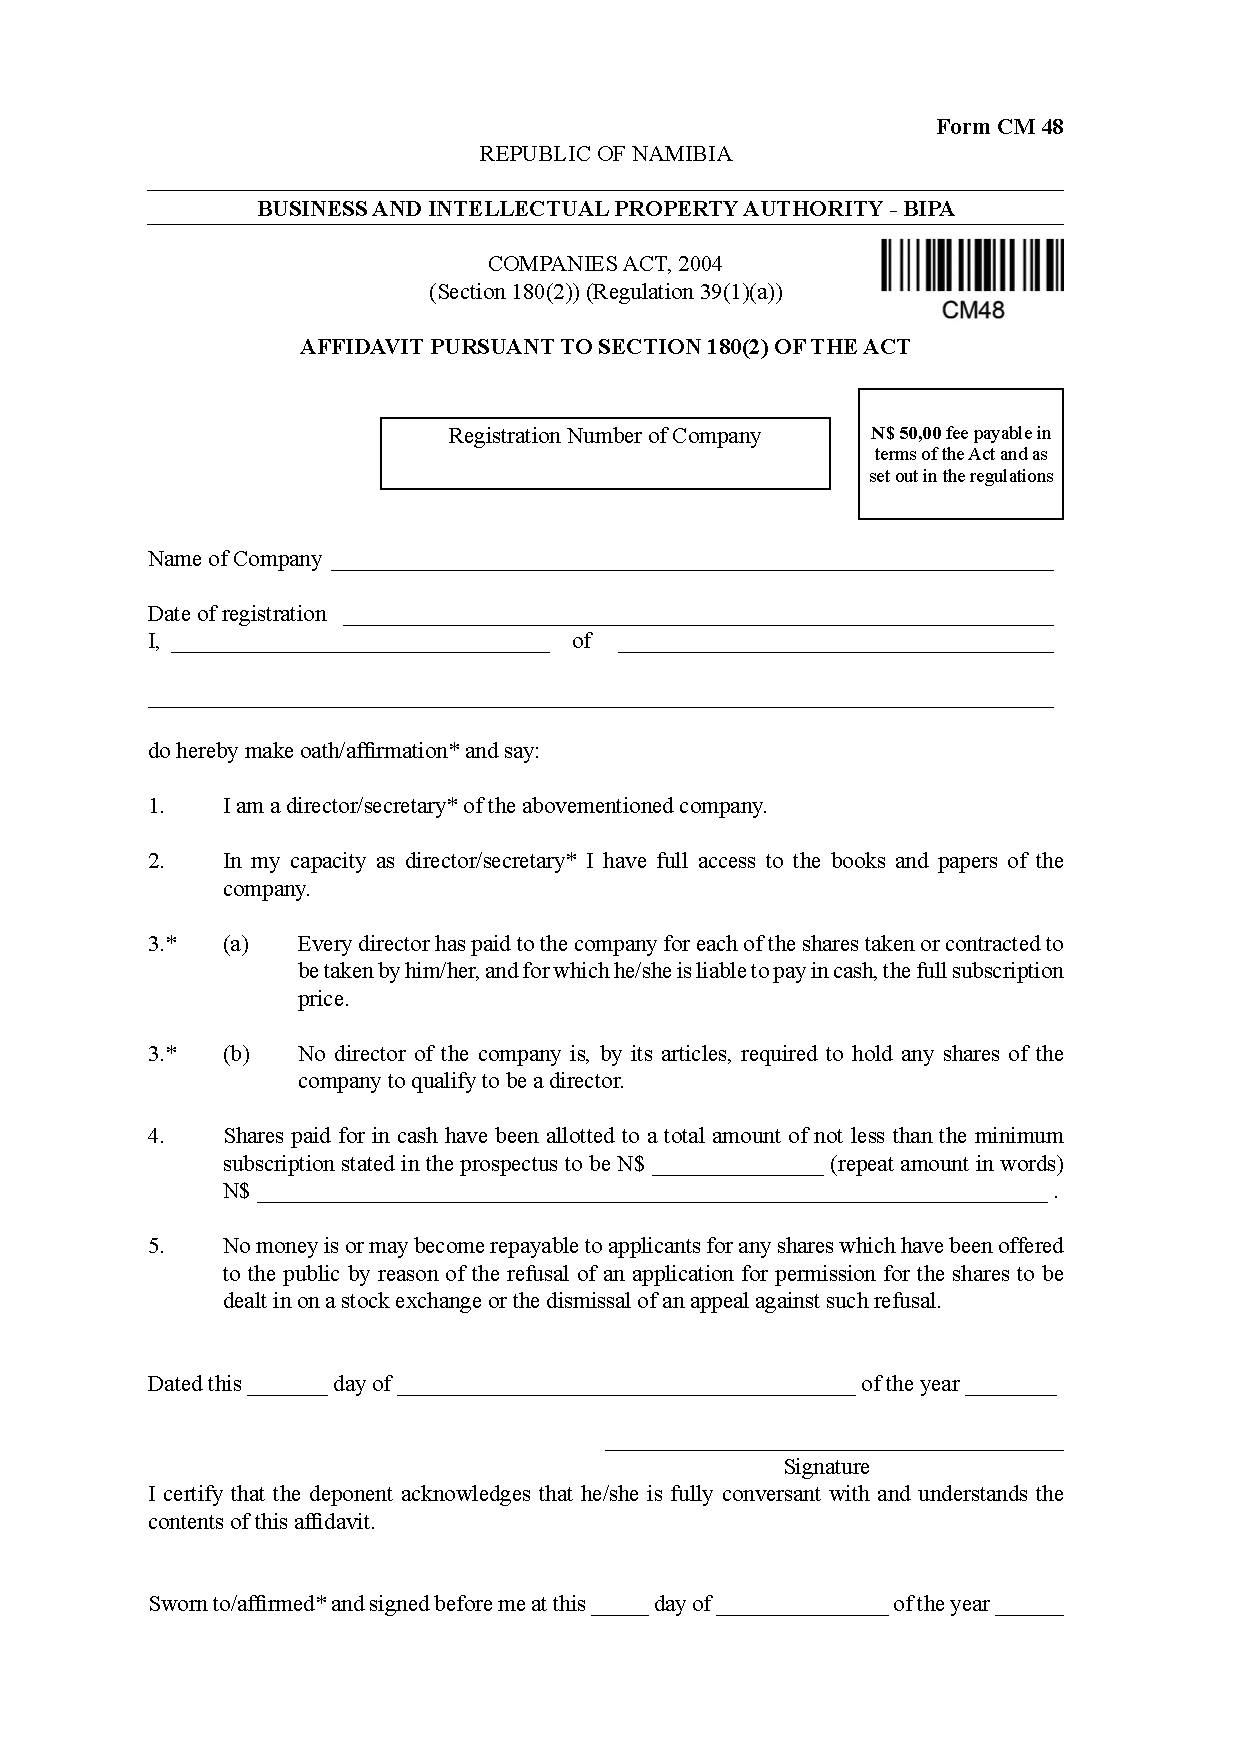 Form CM 48
REPUBLIC OF NAMIBIA
BUSINESS AND INTELLECTUAL PROPERTY AUTHORITY - BIPA
COMPANIES ACT, 2004
(Section 180(2)) (Regulation 39(1)(a))
CM48
AFFIDAVIT PURSUANT TO SECTION 180(2) OF THE ACT
Registration Number of Company
N$ 50,00 fee payable in
terms of the Act and as
set out in the regulations
Name of Company ____________________
Date of registration ____________________
I, ____________________ of ____________________
____________________
do hereby make oath/affirmation* and say:
1. I am a director/secretary* of the abovementioned company.
2. In my capacity as director/secretary* I have full access to the books and papers of the
company.
3.* (a) Every director has paid to the company for each of the shares taken or contracted to
be taken by him/her, and for which he/she is liable to pay in cash, the full subscription
price.
3.* (b) No director of the company is, by its articles, required to hold any shares of the
company to qualify to be a director.
4. Shares paid for in cash have been allotted to a total amount of not less than the minimum
subscription stated in the prospectus to be N$ _______________ (repeat amount in words)
N$ ____________________ .
5. No money is or may become repayable to applicants for any shares which have been offered
to the public by reason of the refusal of an application for permission for the shares to be
dealt in on a stock exchange or the dismissal of an appeal against such refusal.
Dated this _______ day of ____________________ of the year ________
Signature
I certify that the deponent acknowledges that he/she is fully conversant with and understands the
contents of this affidavit.
Sworn to/affirmed* and signed before me at this _____ day of _______________ of the year ______